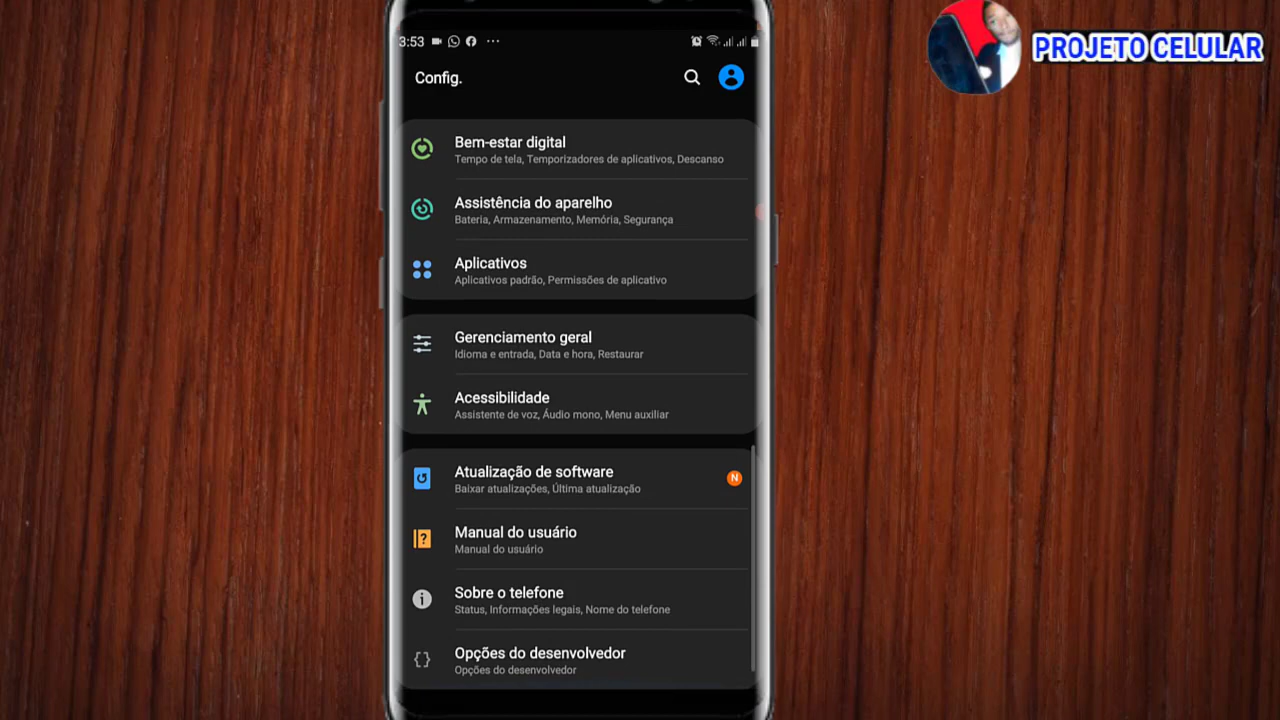 PROJETO CELULAR
3:53
Config.
Bem-estar digital
Tempo de tela, Temporizadores de aplicativos, Descanso
Assistência do aparelho
Bateria, Armazenamento, Memória, Segurança
Aplicativos
Aplicativos padrão, Permissões de aplicativo
Gerenciamento geral
Idioma e entrada, Data e hora, Restaurar
Acessibilidade
Assistente de voz, Áudio mono, Menu auxiliar
Atualização de software
N
Baixar atualizações, Última atualização
Manual do usuário
Manual do usuário
Sobre o telefone
Status, Informações legais, Nome do telefone
Opções do desenvolvedor
Opções do desenvolvedor